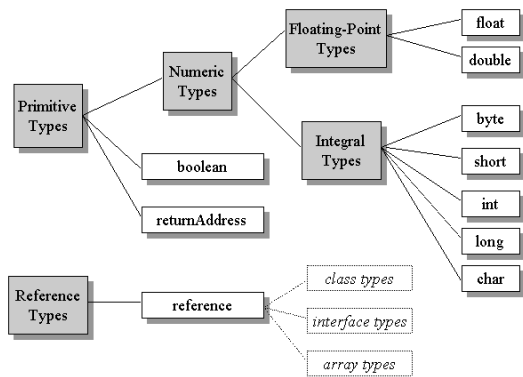 Primitive
Types
Numeric
Types
boolean
returnAddress
Floating-Point
Types
float
double
Integral
Types
byte
short
int
long
char
Reference
Types
reference
class types
interface types
array types